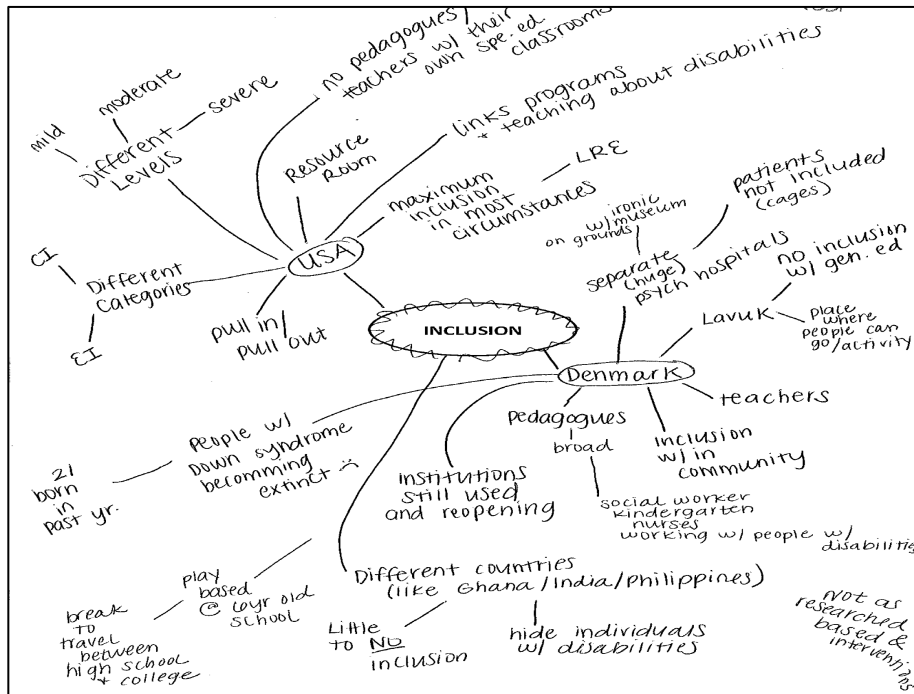 no pedagogues/
teachers w/ their
own spe.ed
classrooms
mild
moderate
severe
Different
Levels
Resource
Room
links programs
* teaching about disabilities
maximum
inclusion
in most
circumstances
LRE
USA
CI
Different
Categories
EI
pull in/
pull out
INCLUSION
ironic
w/museum
on grounds
patients
not included
(cages)
separate
(huge)
psych hospitals
no inclusion
w/ gen.ed
Lavuk
place
where
people can
go/activity
Denmark
teachers
pedagogues
broad
inclusion
w/in
community
social worker
kindergarten
nurses
working w/ people w/
disabilities
institutions
still used
and reopening
People w/
Down syndrome
becomming
extinct :(
21
born
in
past yr.
Different countries
(like Ghana/India/Philippines)
Little
to NO
inclusion
hide individuals
w/ disabilities
play
based
@ 6yr old
school
break
to
travel
between
high school
+ college
Not as
researched
based &
interventions